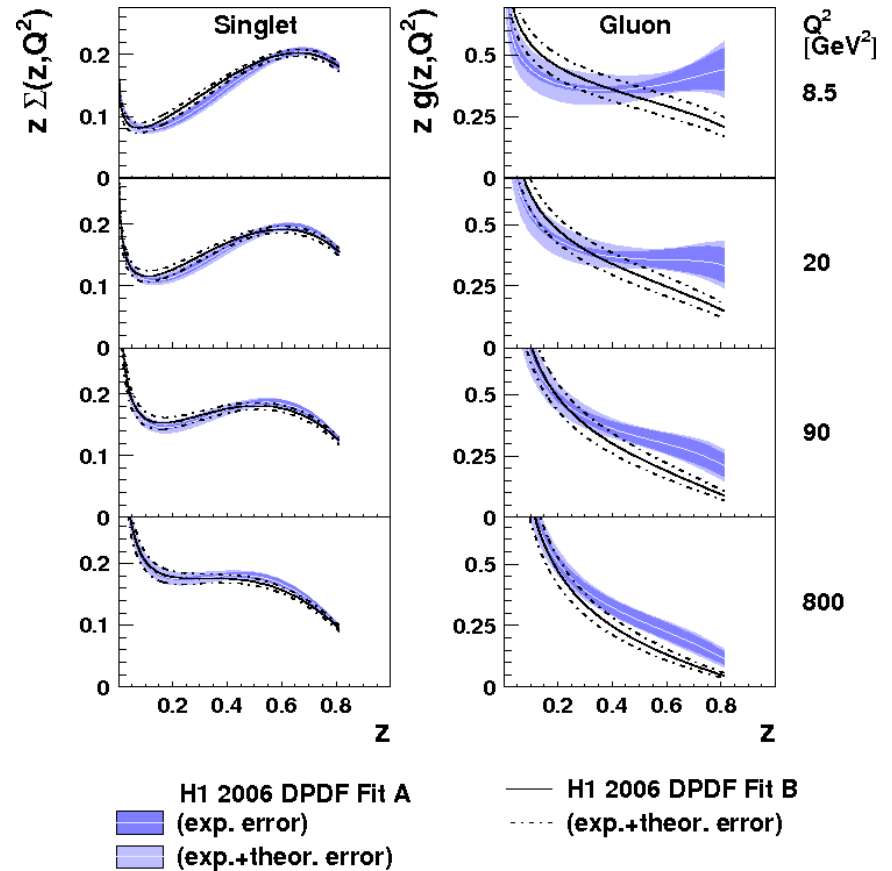 Singlet
Gluon
Q²
[GeV²]
z Σ(z,Q²)
z g(z,Q²)
0.2
0.1
0
0.5
0.25
0
8.5
0.2
0.1
0
0.5
0.25
0
20
0.2
0.1
0
0.5
0.25
0
90
0.2
0.1
0
0.5
0.25
0
800
0.2 0.4 0.6 0.8
0.2 0.4 0.6 0.8
z
z
H1 2006 DPDF Fit A
(exp. error)
(exp.+theor. error)
H1 2006 DPDF Fit B
(exp.+theor. error)